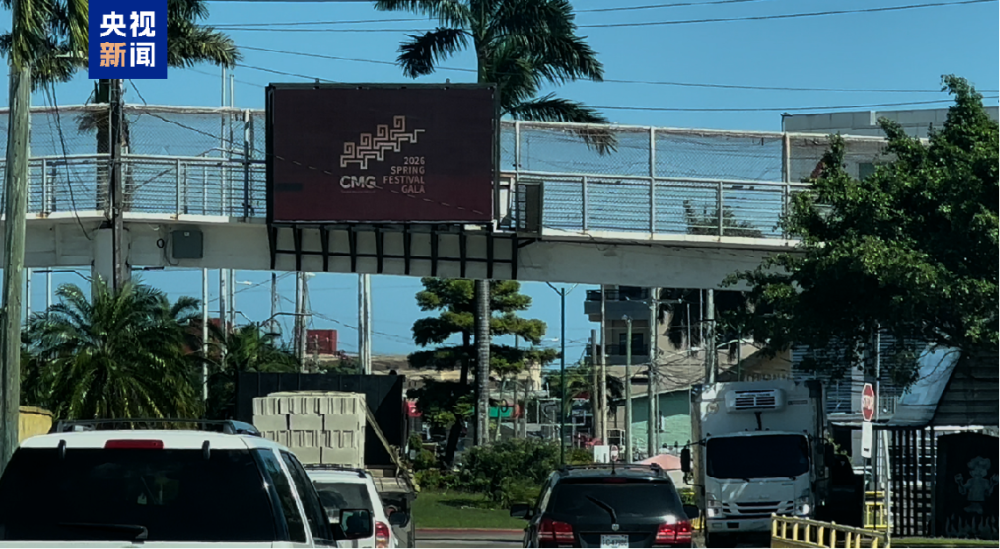 央视
新闻
2026
SPRING
FESTIVAL
GALA
CMG